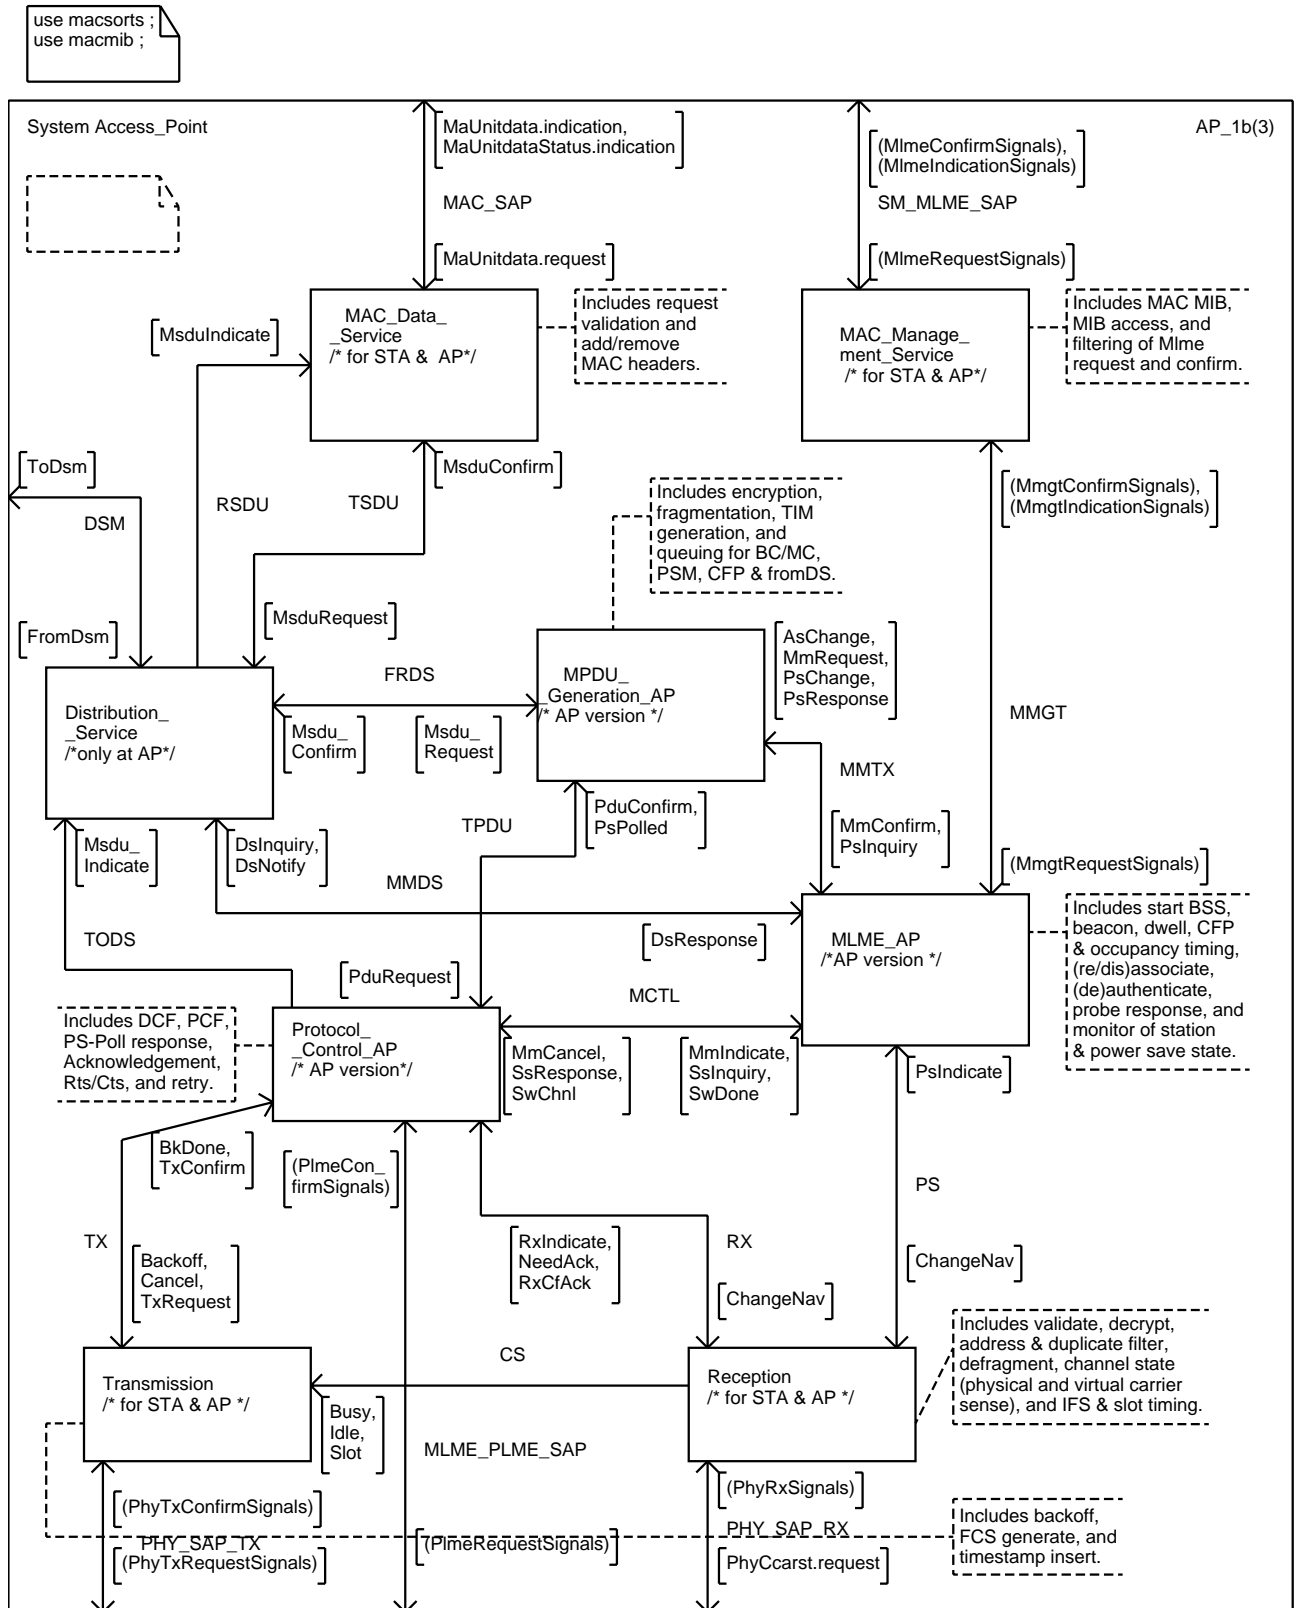 use macsorts ;
use macmib ;
System Access_Point
AP_1b(3)
MaUnitdata.indication,
MaUnitdataStatus.indication
(MlmeConfirmSignals),
(MlmeIndicationSignals)
MAC_SAP
SM_MLME_SAP
MaUnitdata.request
(MlmeRequestSignals)
MAC_Data_
_Service
/* for STA & AP*/
Includes request
validation and
add/remove
MAC headers.
MAC_Manage_
ment_Service
/* for STA & AP*/
Includes MAC MIB,
MIB access, and
filtering of Mlme
request and confirm.
MsduIndicate
ToDsm
DSM
RSDU
TSDU
MsduConfirm
Includes encryption,
fragmentation, TIM
generation, and
queuing for BC/MC,
PSM, CFP & fromDS.
(MmgtConfirmSignals),
(MmgtIndicationSignals)
FromDsm
MsduRequest
Distribution_
_Service
/*only at AP*/
FRDS
Msdu_
Confirm
Msdu_
Request
MPDU_
_Generation_AP
/* AP version */
AsChange,
MmRequest,
PsChange,
PsResponse
MMGT
MMTX
Msdu_
Indicate
DsInquiry,
DsNotify
TPDU
PduConfirm,
PsPolled
MmConfirm,
PsInquiry
(MmgtRequestSignals)
MMDS
TODS
DsResponse
MLME_AP
/*AP version */
Includes start BSS,
beacon, dwell, CFP
& occupancy timing,
(re/dis)associate,
(de)authenticate,
probe response, and
monitor of station
& power save state.
PduRequest
MCTL
Includes DCF, PCF,
PS-Poll response,
Acknowledgement,
Rts/Cts, and retry.
Protocol_
_Control_AP
/* AP version*/
MmCancel,
SsResponse,
SwChnl
MmIndicate,
SsInquiry,
SwDone
PsIndicate
BkDone,
TxConfirm
(PlmeCon_
firmSignals)
PS
TX
Backoff,
Cancel,
TxRequest
RxIndicate,
NeedAck,
RxCfAck
RX
ChangeNav
ChangeNav
CS
Transmission
/* for STA & AP */
Busy,
Idle,
Slot
Reception
/* for STA & AP */
Includes validate, decrypt,
address & duplicate filter,
defragment, channel state
(physical and virtual carrier
sense), and IFS & slot timing.
MLME_PLME_SAP
(PhyTxConfirmSignals)
PHY_SAP_TX
(PhyTxRequestSignals)
(PlmeRequestSignals)
(PhyRxSignals)
PHY_SAP_RX
PhyCcarst.request
Includes backoff,
FCS generate, and
timestamp insert.